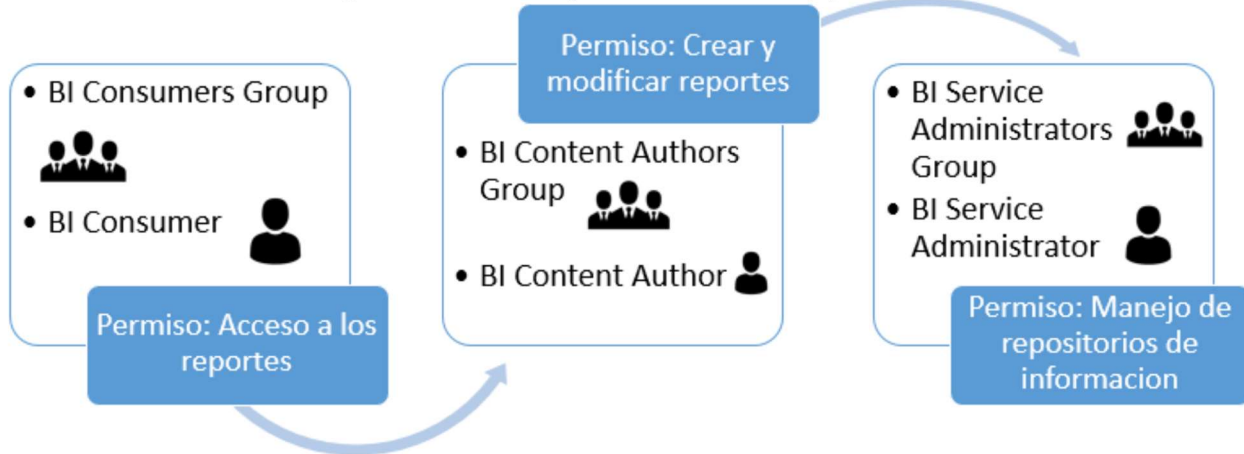 • BI Consumers Group
• BI Consumer
Permiso: Acceso a los
reportes
Permiso: Crear y
modificar reportes
• BI Content Authors
Group
• BI Content Author
• BI Service
Administrators
Group
• BI Service
Administrator
Permiso: Manejo de
repositorios de
informacion